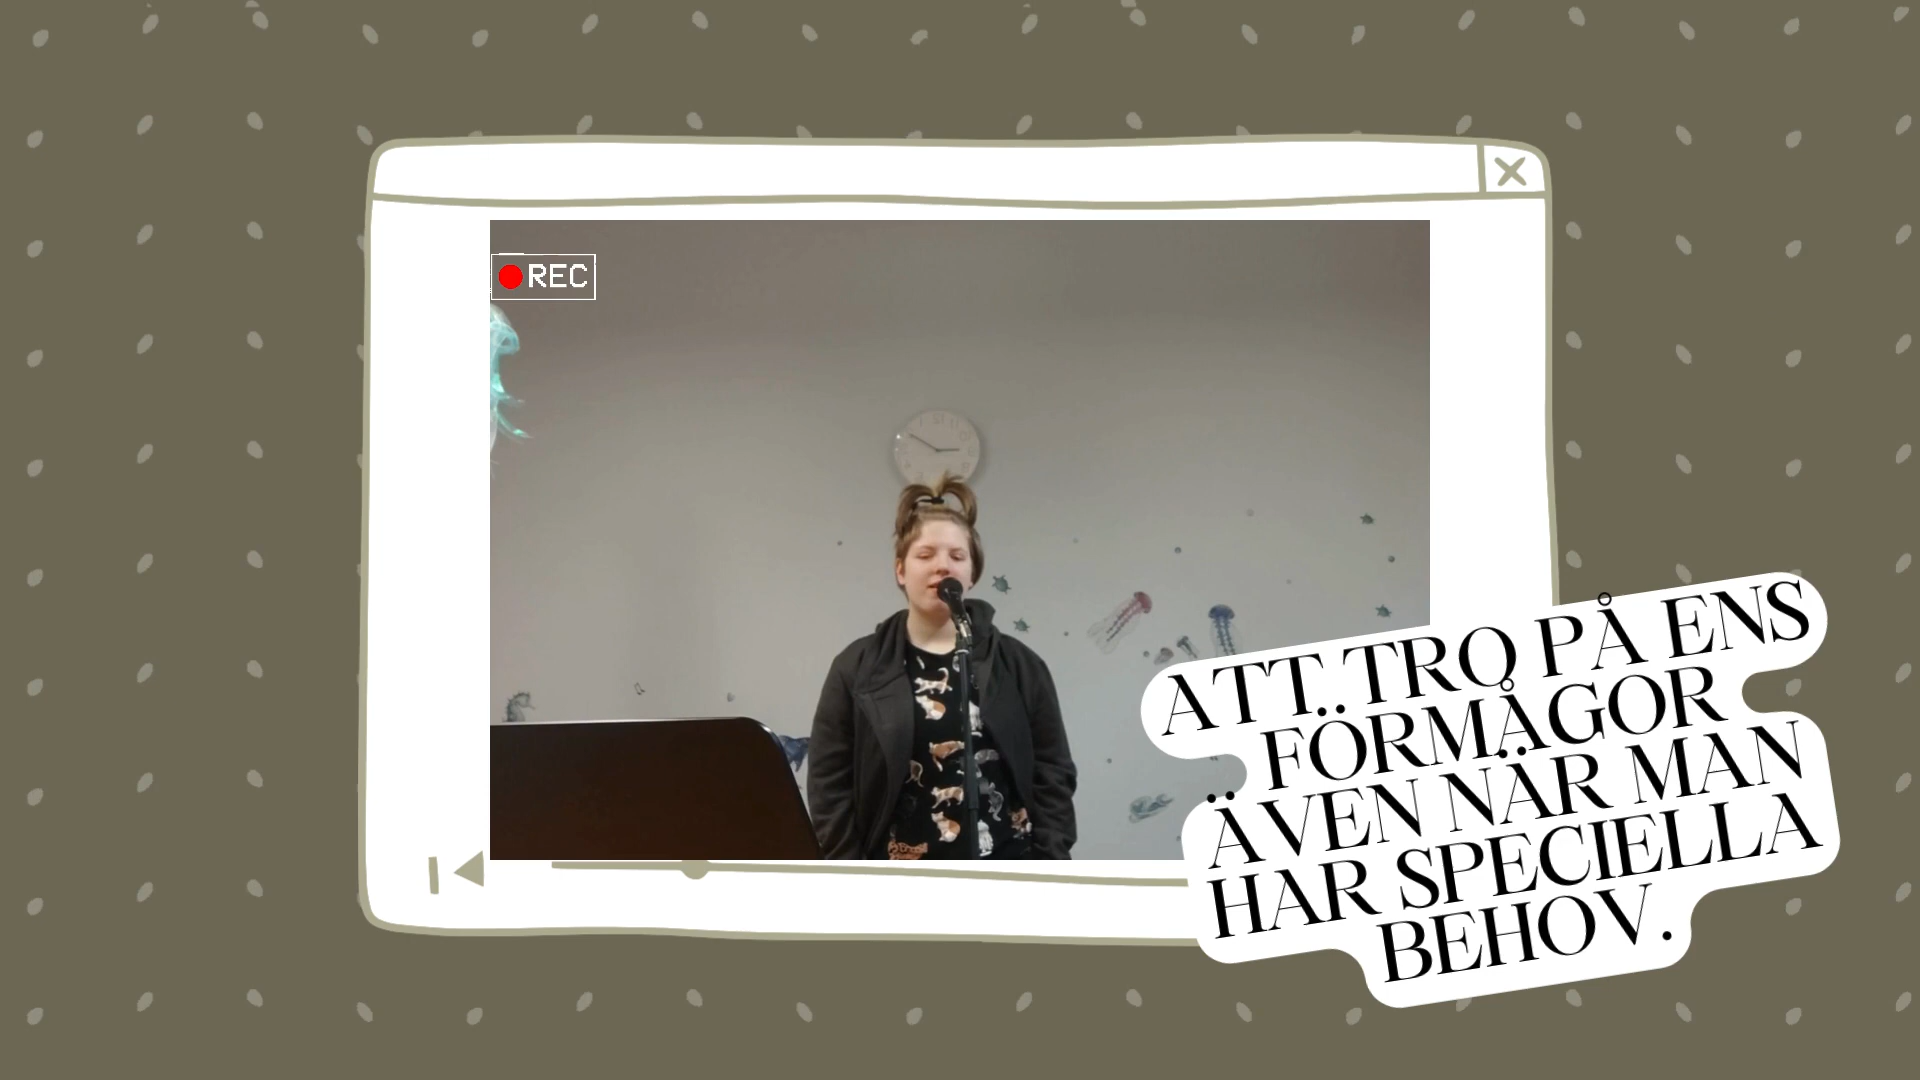 REC
ATT TRO PÅ ENS
FÖRMÅGOR
ÄVEN NÄR MAN
HAR SPECIELLA
BEHOV.